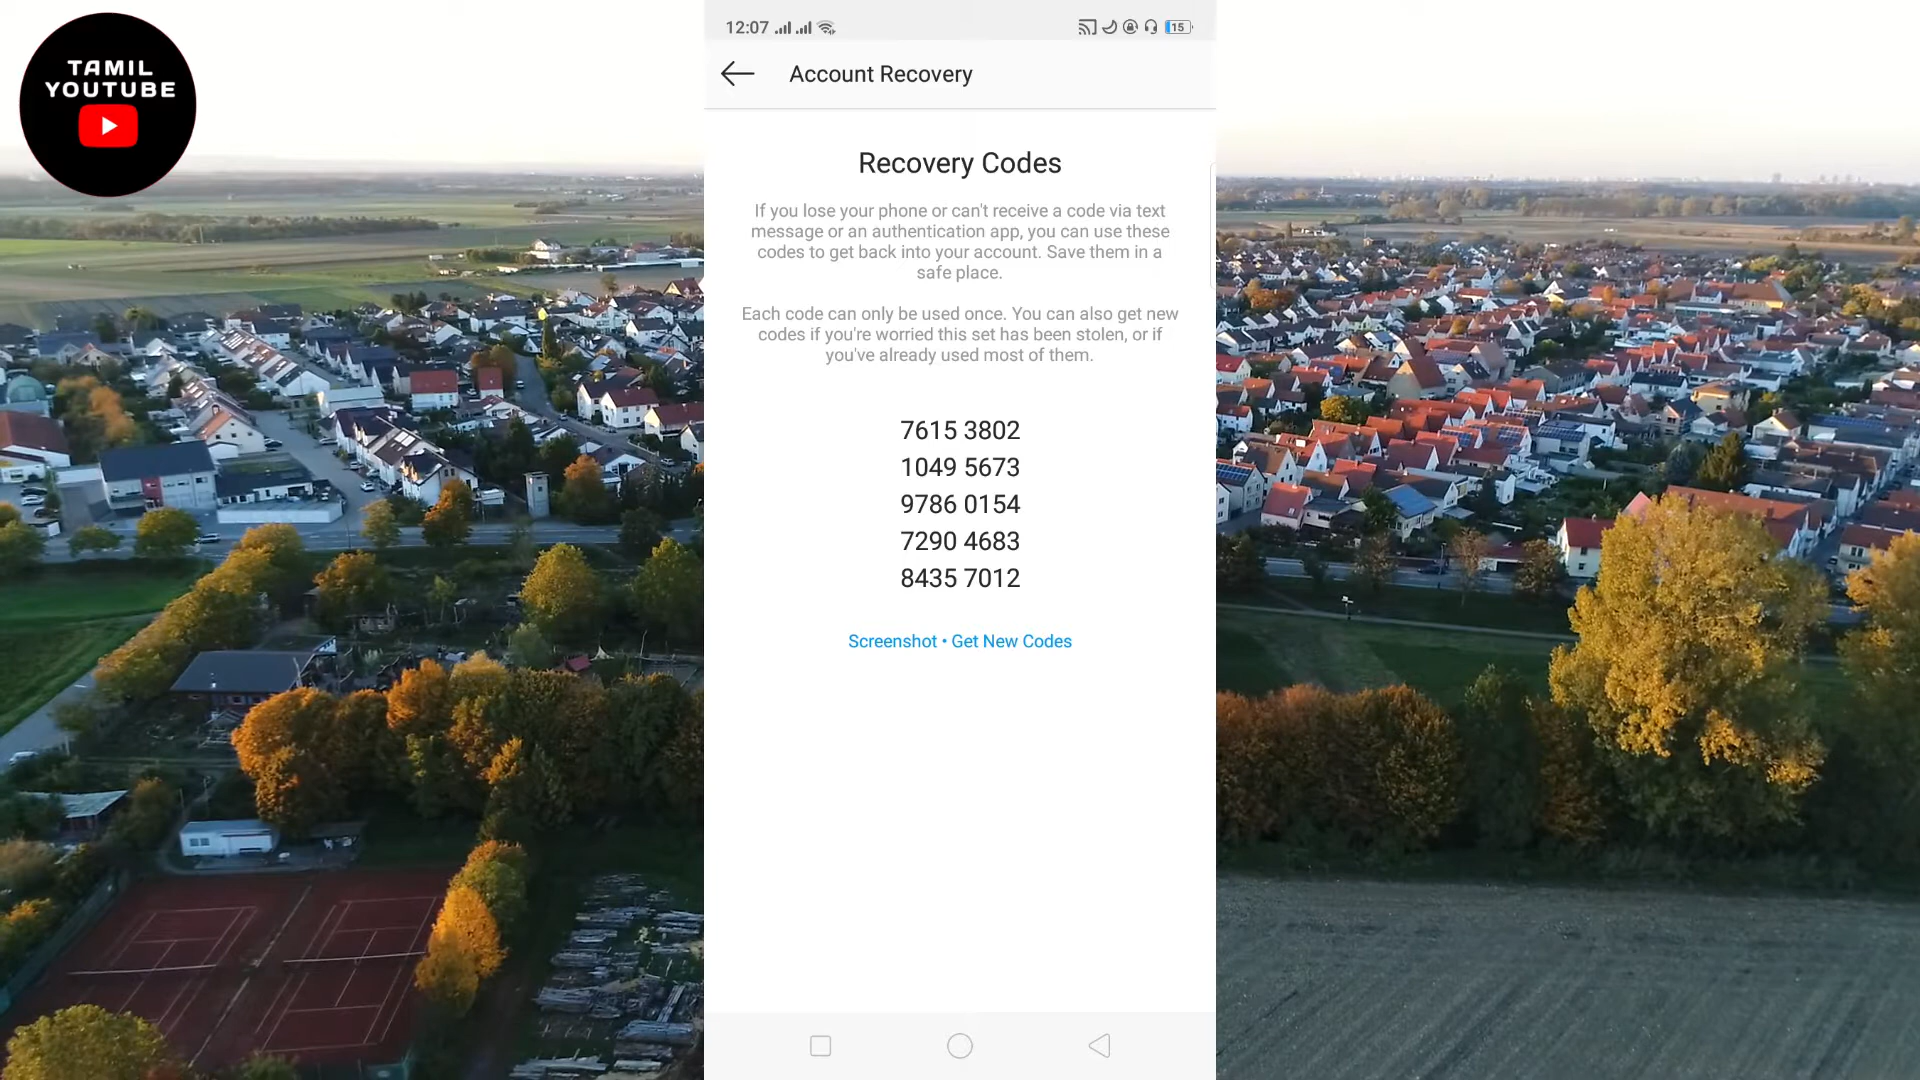 TAMIL
YOUTUBE
12:07
15
Account Recovery
Recovery Codes
If you lose your phone or can't receive a code via text
message or an authentication app, you can use these
codes to get back into your account. Save them in a
safe place.
Each code can only be used once. You can also get new
codes if you're worried this set has been stolen, or if
you've already used most of them.
7615 3802
1049 5673
9786 0154
7290 4683
8435 7012
Screenshot • Get New Codes